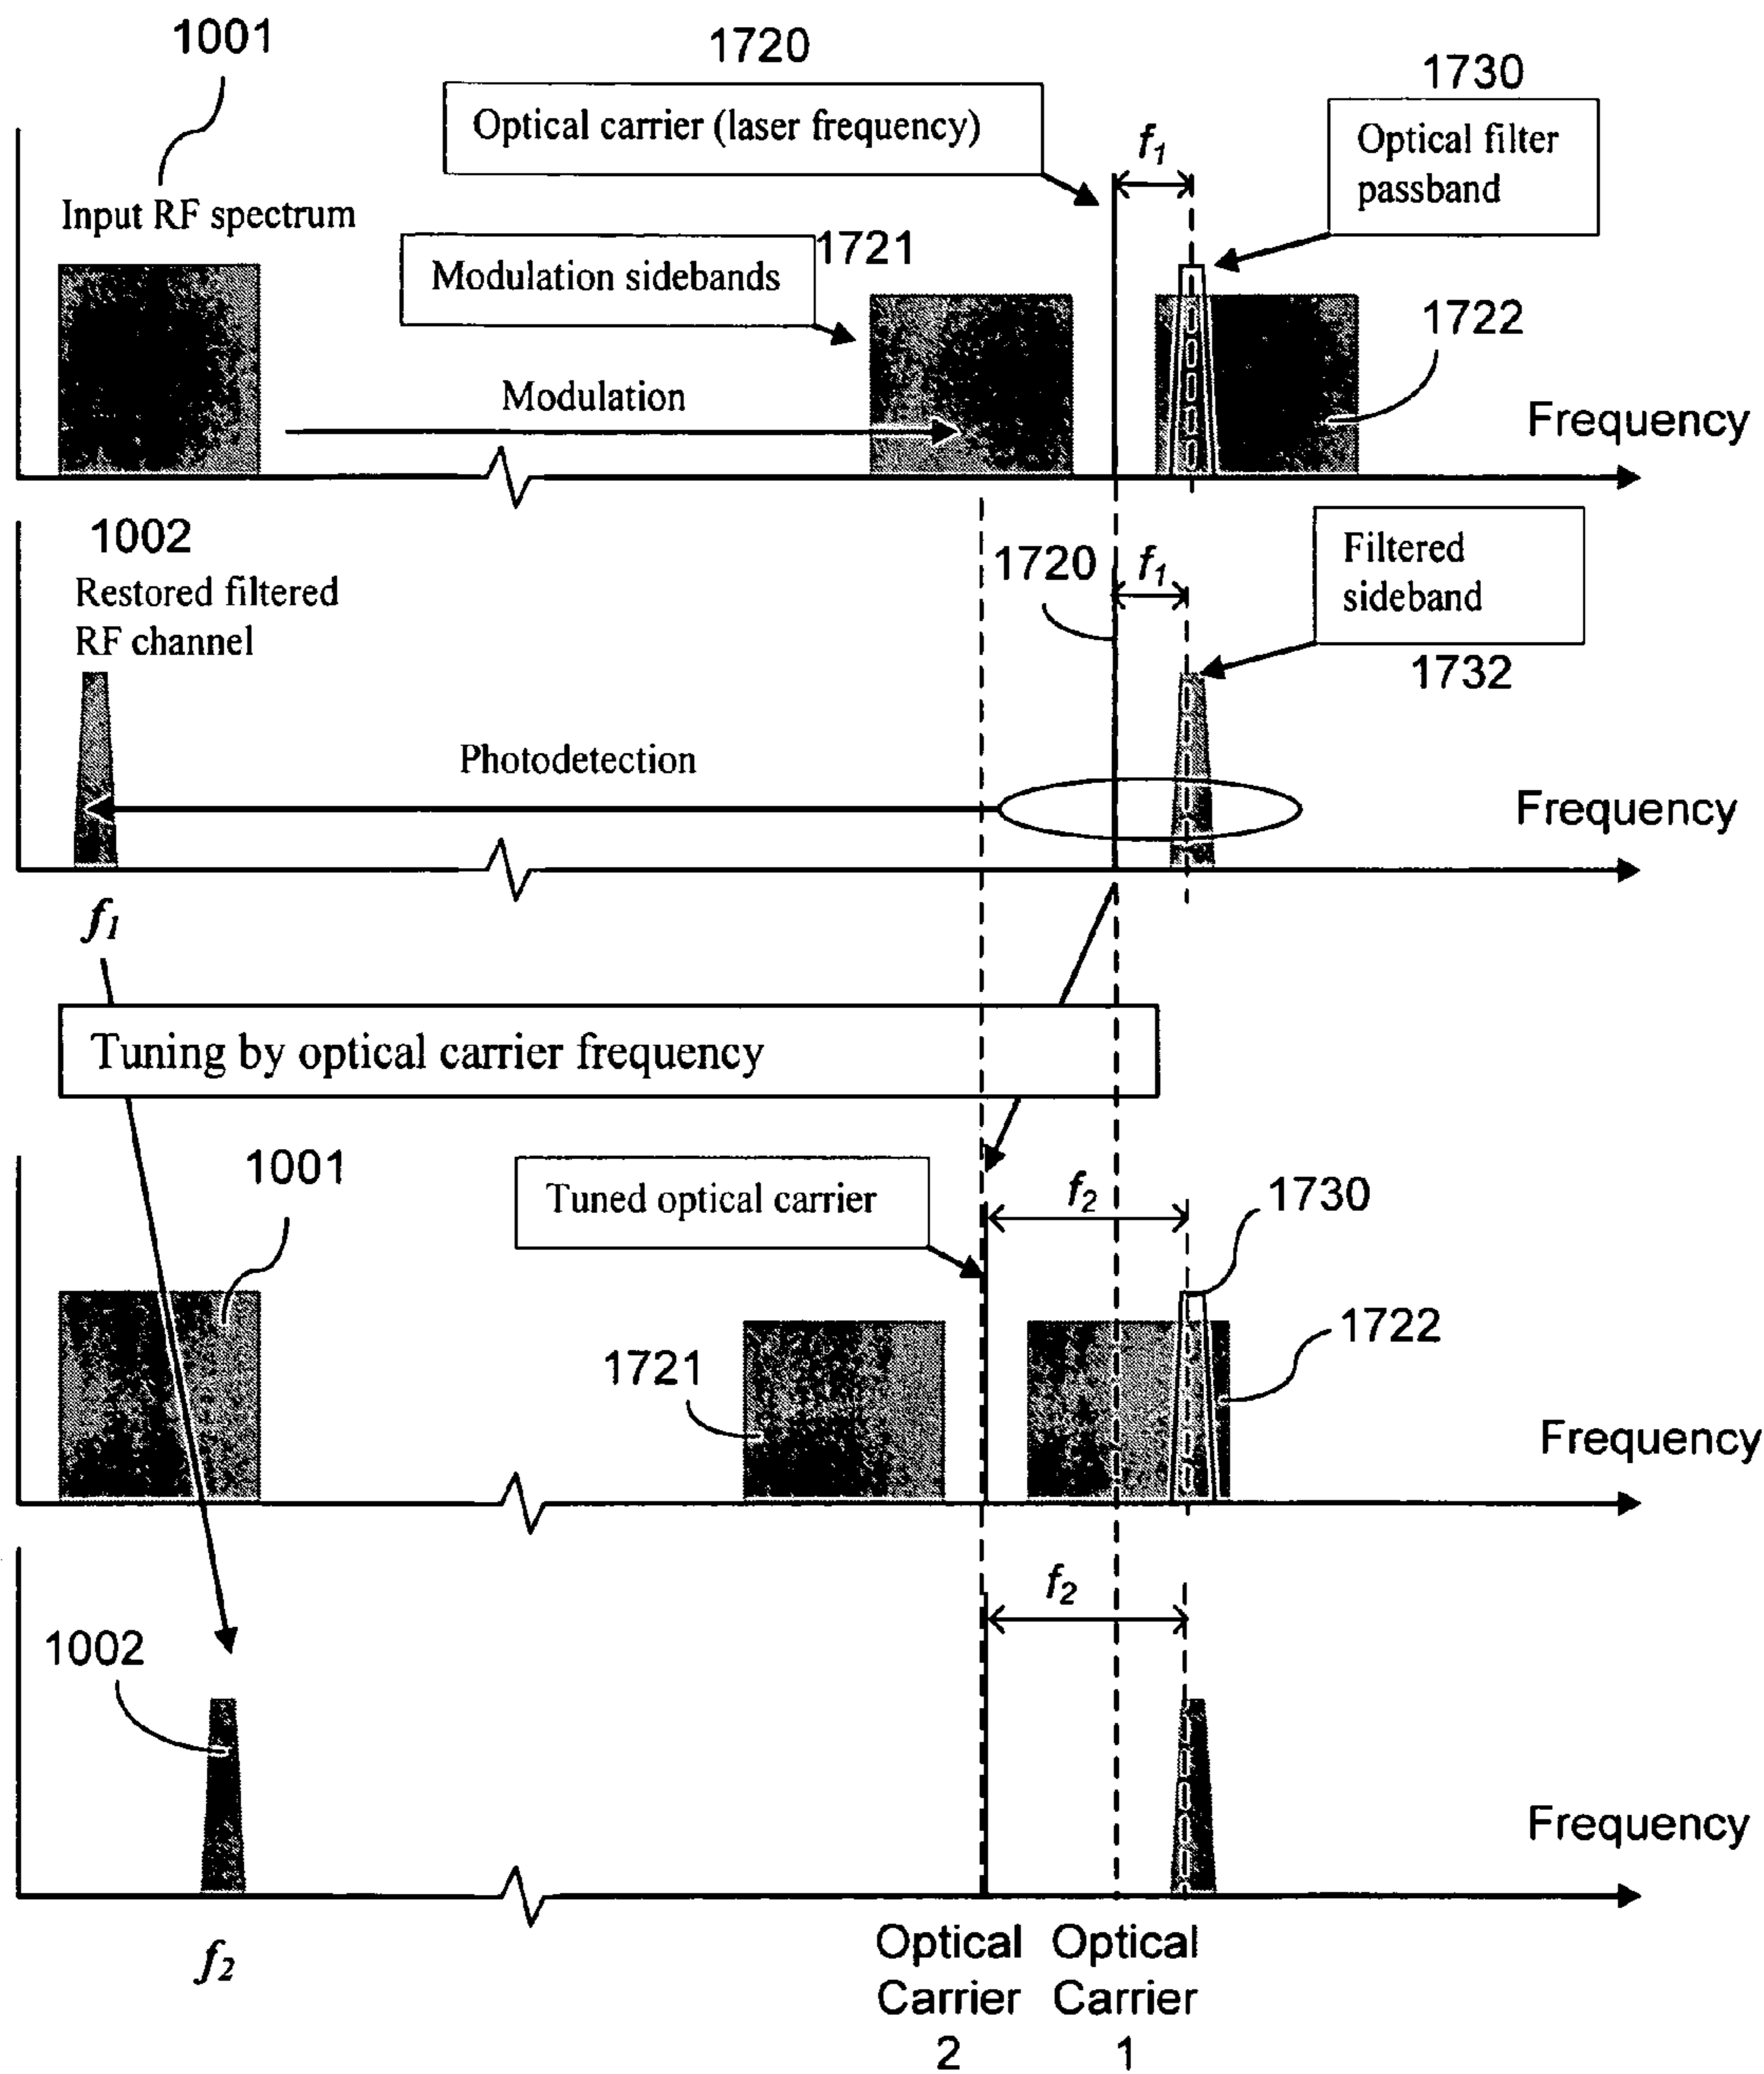 1001
1720
1730
Optical carrier (laser frequency)
f1
Optical filter
passband
Input RF spectrum
1721
Modulation sidebands
1722
Modulation
Frequency
1002
Restored filtered
RF channel
1720
f1
Filtered
sideband
1732
Photodetection
Frequency
f1
Tuning by optical carrier frequency
1001
Tuned optical carrier
f2
1730
1721
1722
Frequency
f2
1002
Frequency
f2
Optical
Carrier
2
Optical
Carrier
1